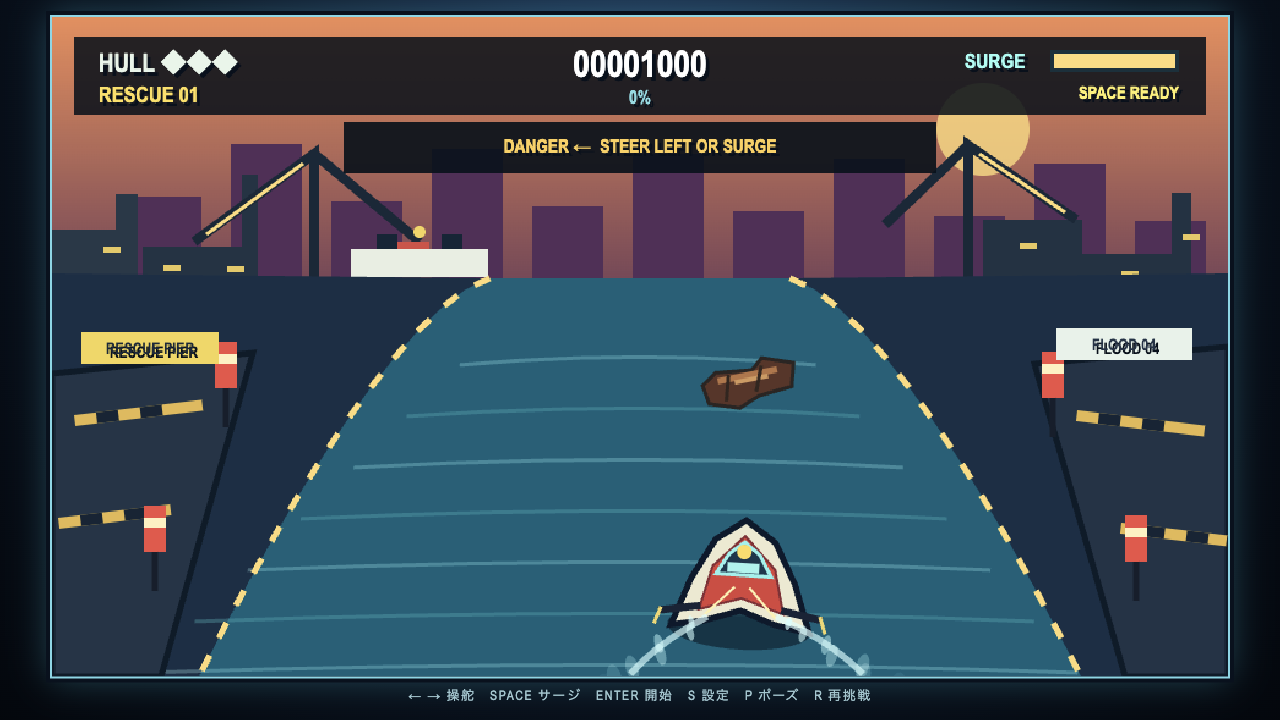 HULL
00001000
SURGE
RESCUE 01
0%
SPACE READY
DANGER ← STEER LEFT OR SURGE
RESCUE PIER
FLOOD 04
← → 操舵 SPACE サージ ENTER 開始 S 設定 P ポーズ R 再挑戦